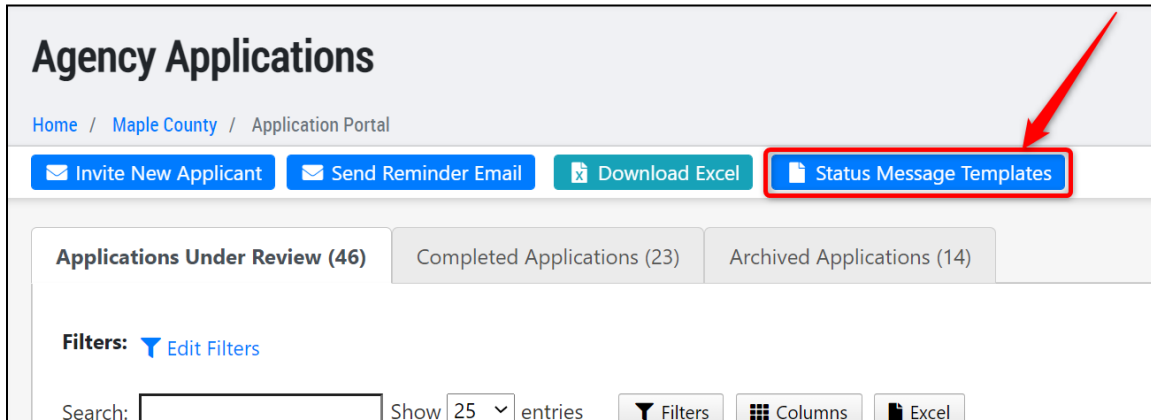 Agency Applications
Home / Maple County / Application Portal
Invite New Applicant Send Reminder Email Download Excel Status Message Templates
Applications Under Review (46) Completed Applications (23) Archived Applications (14)
Filters: Edit Filters
Search: Show 25 entries Filters Columns Excel